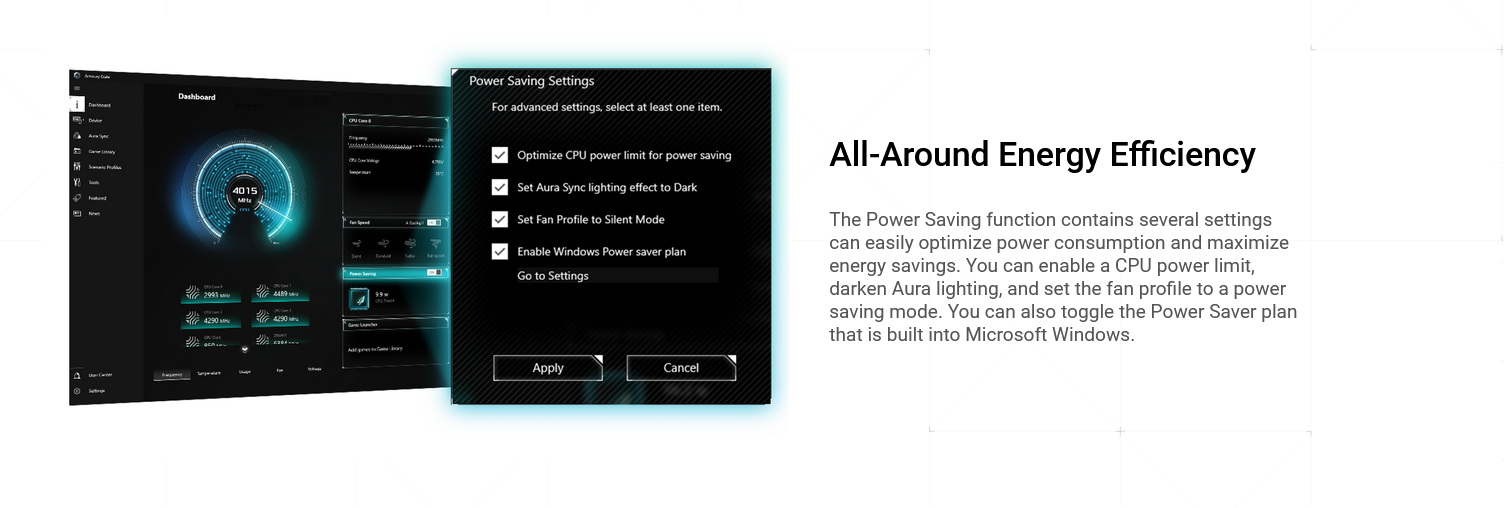 Armoury Crate
Dashboard
Dashboard
Device
Aura Sync
Game Library
Scenario Profiles
Tools
Featured
News
User Center
Settings
4015
MHz
CPU
CPU Core 0
2993 MHz
CPU Core 1
4489 MHz
4290 MHz
4290 MHz
Frequency
Temperature
Usage
Fan
Voltage
CPU Core 0
Frequency
CPU Core Voltage
Temperature
Fan Speed
Silent
Standard
Turbo
Full speed
Power Saving
9.9 w
CPU Power
Game Launcher
Add games to Game Library
Power Saving Settings
For advanced settings, select at least one item.
Optimize CPU power limit for power saving
Set Aura Sync lighting effect to Dark
Set Fan Profile to Silent Mode
Enable Windows Power saver plan
Go to Settings
Apply
Cancel
All-Around Energy Efficiency
The Power Saving function contains several settings
can easily optimize power consumption and maximize
energy savings. You can enable a CPU power limit,
darken Aura lighting, and set the fan profile to a power
saving mode. You can also toggle the Power Saver plan
that is built into Microsoft Windows.